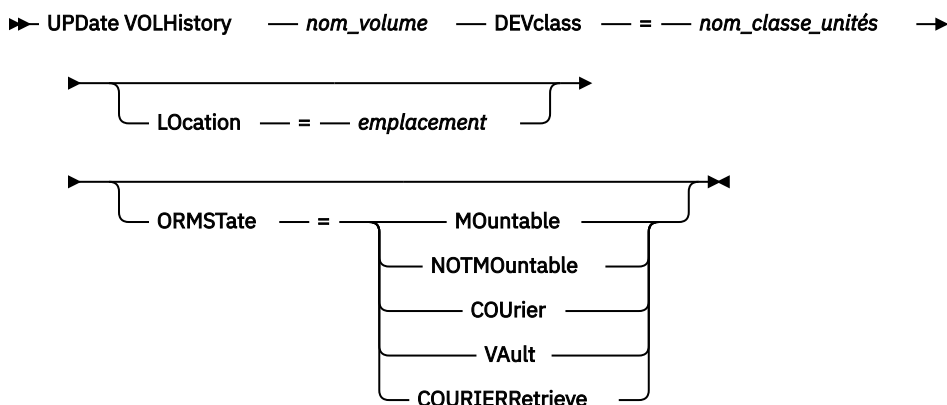 UPDate VOLHistory nom_volume DEVclass = nom_classe_unités
LOcation = emplacement
ORMSTate = MOuntable
NOTMOuntable
COUrier
VAult
COURIERRetrieve